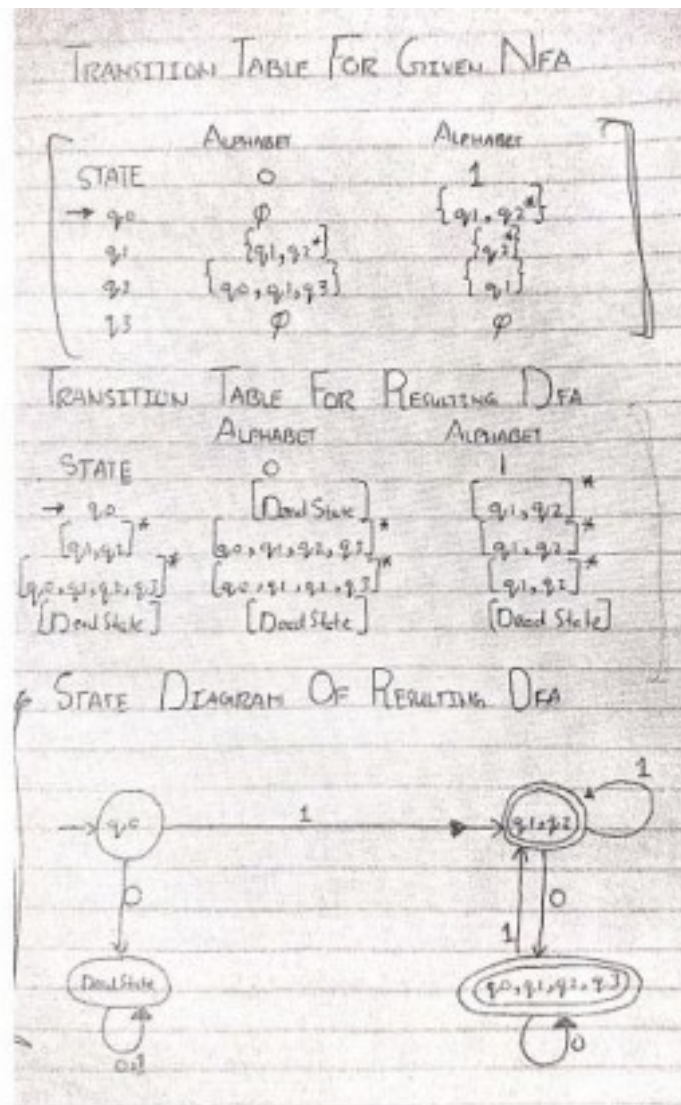 TRANSITION TABLE FOR GIVEN NFA
ALPHABET ALPHABET
STATE 0 1
→ q0 φ {q1, q2*}
q1 {q1, q2*} {q2*}
q2 {q0, q1, q3} {q1}
q3 φ φ
TRANSITION TABLE FOR RESULTING DFA
ALPHABET ALPHABET
STATE 0 1
→ q0 [Dead State] [q1, q2]*
[q1, q2]* [q0, q1, q2, q3]* [q1, q2]*
[q0, q1, q2, q3]* [q0, q1, q2, q3]* [q1, q2]*
[Dead State] [Dead State] [Dead State]
STATE DIAGRAM OF RESULTING DFA
q0 1 q1, q2 1
0 1 0
Dead State q0, q1, q2, q3
0,1 0